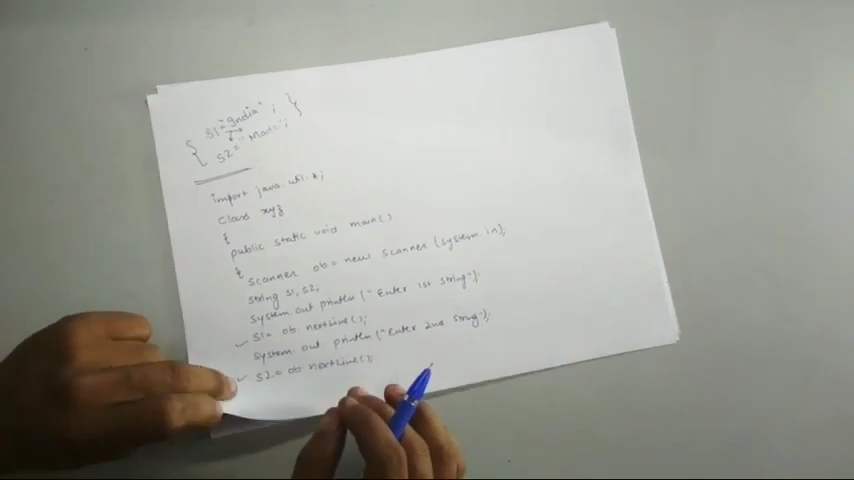 { S1="India" ; }
{ S2= "Madam" ;
import java.util.*;
class xyz
{
public static void main()
{
Scanner ob = new Scanner (System.in);
String S1, S2;
System.out.println ("Enter 1st string");
✓ S1= ob.nextLine();
System.out.println ("Enter 2nd string");
✓ S2 = ob.nextLine();